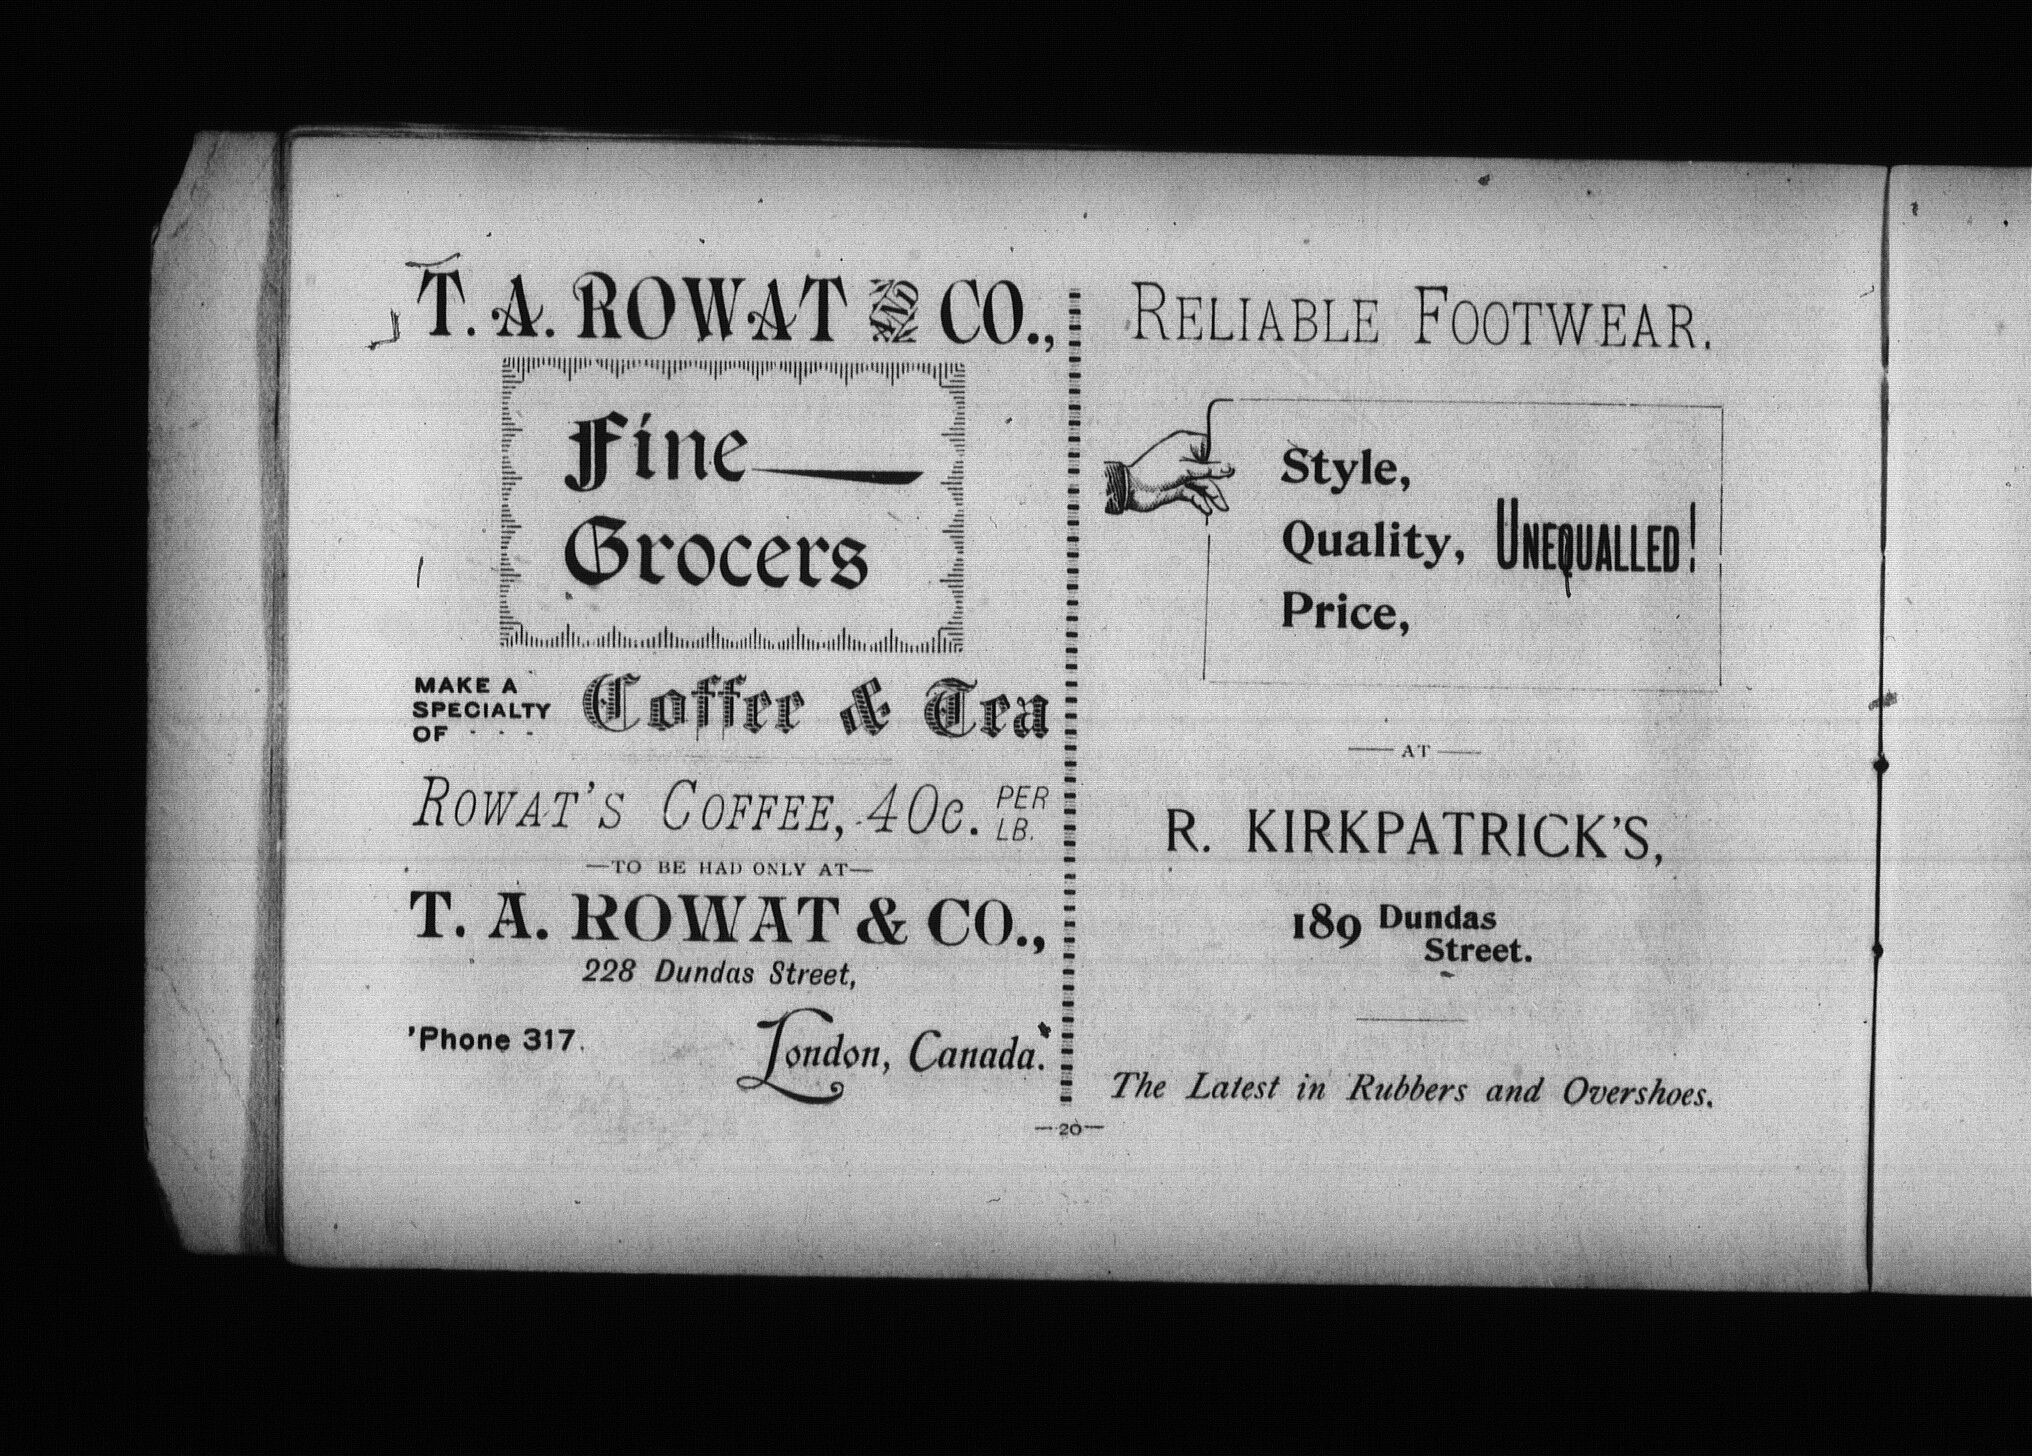 T. A. ROWAT AND CO.,
Fine
Grocers
MAKE A
SPECIALTY
OF - - -
Coffee & Tea
ROWAT'S COFFEE, 40c. PER
LB.
—TO BE HAD ONLY AT—
T. A. ROWAT & CO.,
228 Dundas Street,
'Phone 317.
London, Canada.
RELIABLE FOOTWEAR.
Style,
Quality, UNEQUALLED!
Price,
— AT —
R. KIRKPATRICK'S,
189 Dundas
Street.
The Latest in Rubbers and Overshoes.
—20—